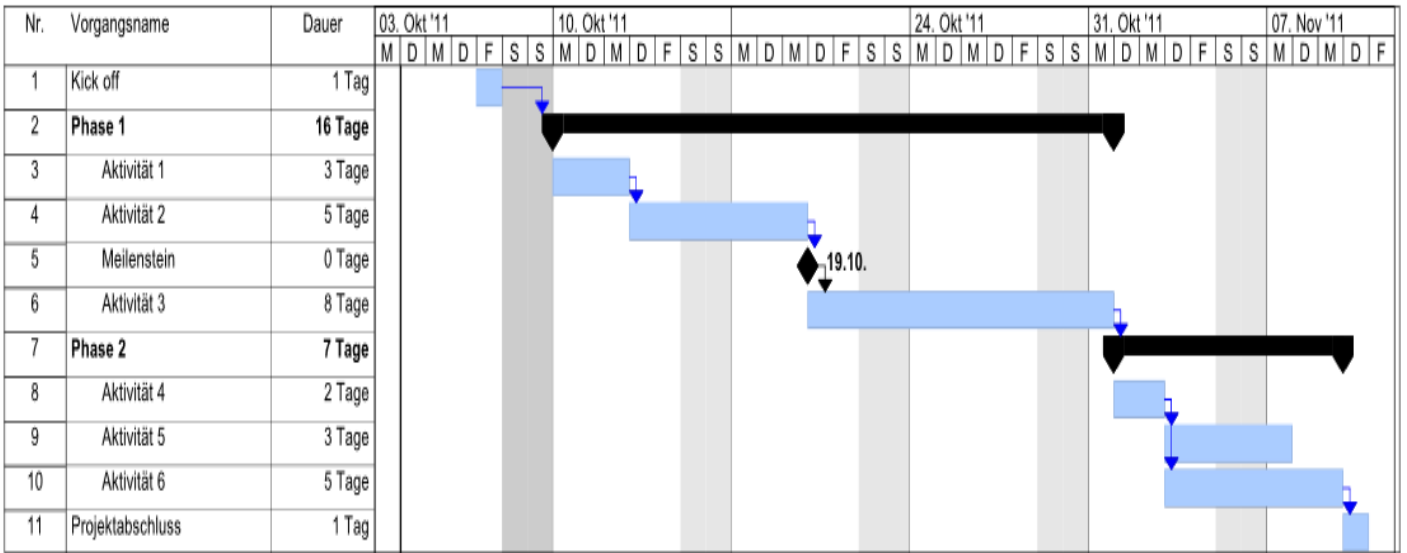 Nr. Vorgangsname Dauer 03. Okt '11 10. Okt '11 24. Okt '11 31. Okt '11 07. Nov '11
M D M D F S S M D M D F S S M D M D F S S M D M D F S S M D M D F S S M D M D F
1 Kick off 1 Tag
2 Phase 1 16 Tage
3 Aktivität 1 3 Tage
4 Aktivität 2 5 Tage
5 Meilenstein 0 Tage 19.10.
6 Aktivität 3 8 Tage
7 Phase 2 7 Tage
8 Aktivität 4 2 Tage
9 Aktivität 5 3 Tage
10 Aktivität 6 5 Tage
11 Projektabschluss 1 Tag